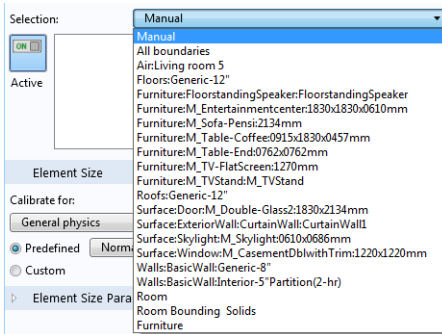 Selection:
Manual
Manual
All boundaries
Air:Living room 5
Floors:Generic-12"
Furniture:FloorstandingSpeaker:FloorstandingSpeaker
Furniture:M_Entertainmentcenter:1830x1830x0610mm
Furniture:M_Sofa-Pensi:2134mm
Furniture:M_Table-Coffee:0915x1830x0457mm
Furniture:M_Table-End:0762x0762mm
Furniture:M_TV-FlatScreen:1270mm
Furniture:M_TVStand:M_TVStand
Roofs:Generic-12"
Surface:Door:M_Double-Glass2:1830x2134mm
Surface:ExteriorWall:CurtainWall:CurtainWall1
Surface:Skylight:M_Skylight:0610x0686mm
Surface:Window:M_CasementDblwithTrim:1220x1220mm
Walls:BasicWall:Generic-8"
Walls:BasicWall:Interior-5"Partition(2-hr)
Room
Room Bounding Solids
Furniture
ON
Active
Element Size
Calibrate for:
General physics
Predefined
Norma
Custom
Element Size Para